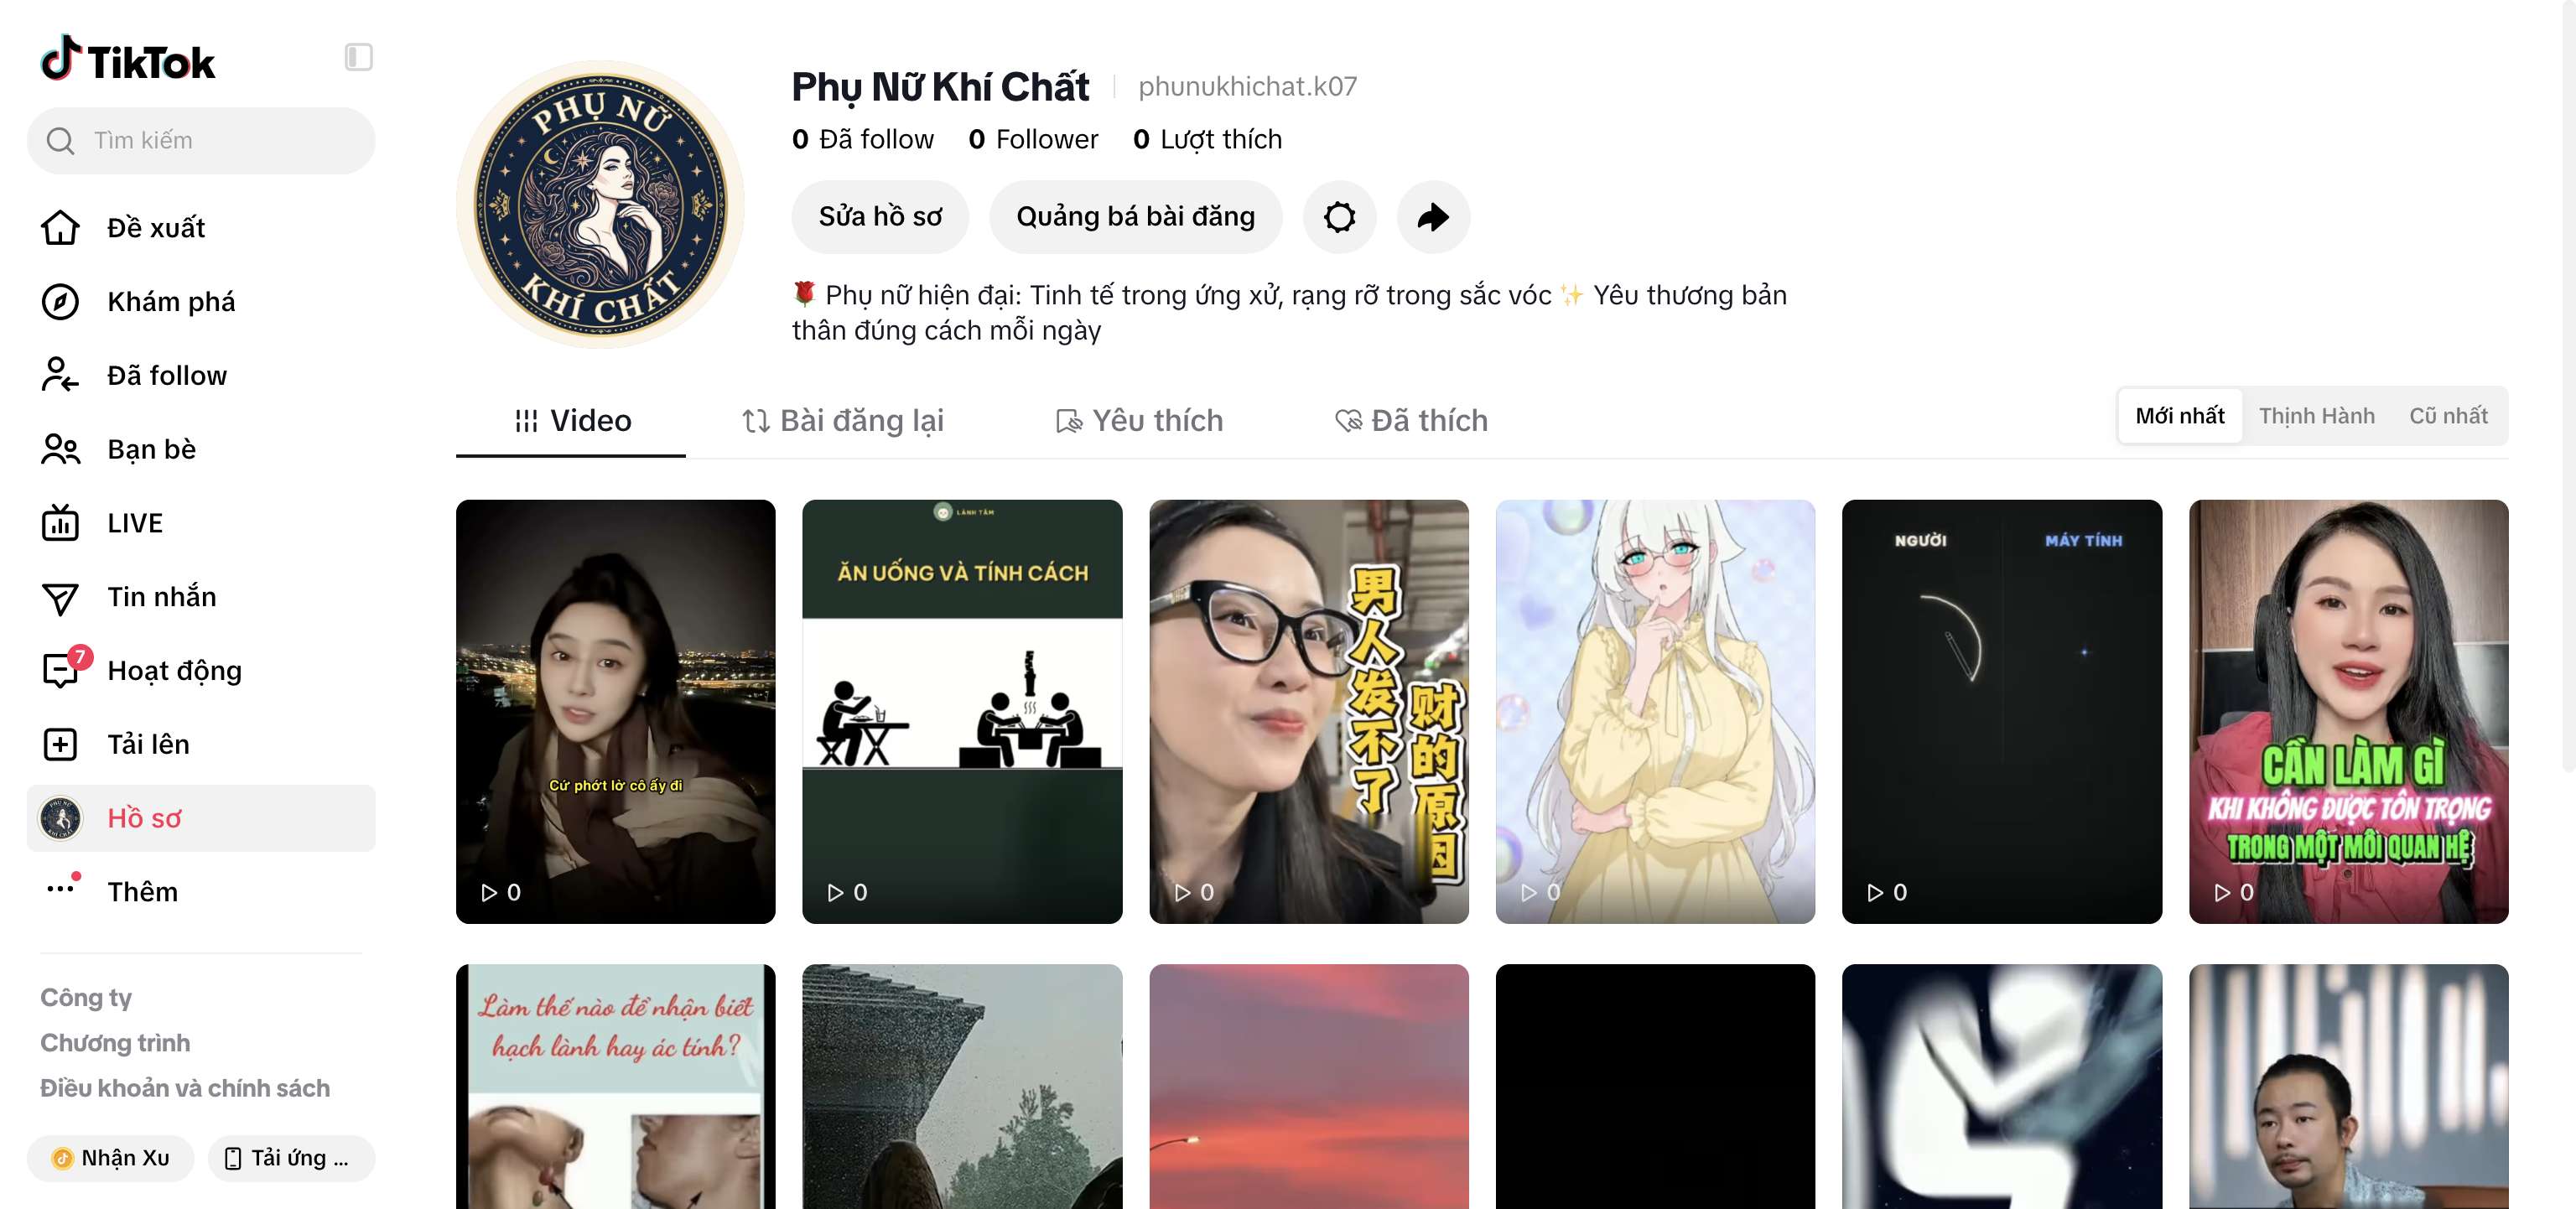 TikTok
Tìm kiếm
Đề xuất
Khám phá
Đã follow
Bạn bè
LIVE
Tin nhắn
7
Hoạt động
Tải lên
Hồ sơ
Thêm
Công ty
Chương trình
Điều khoản và chính sách
Nhận Xu
Tải ứng ...
PHỤ NỮ
KHÍ CHẤT
Phụ Nữ Khí Chất
phunukhichat.k07
0 Đã follow 0 Follower 0 Lượt thích
Sửa hồ sơ
Quảng bá bài đăng
🌹 Phụ nữ hiện đại: Tinh tế trong ứng xử, rạng rỡ trong sắc vóc ✨ Yêu thương bản
thân đúng cách mỗi ngày
Video
Bài đăng lại
Yêu thích
Đã thích
Mới nhất
Thịnh Hành
Cũ nhất
Cứ phớt lờ cô ấy đi
0
LÀNH TÂM
ĂN UỐNG VÀ TÍNH CÁCH
0
男人发不了
财的原因
0
0
NGƯỜI
MÁY TÍNH
0
CẦN LÀM GÌ
KHI KHÔNG ĐƯỢC TÔN TRỌNG
TRONG MỘT MỐI QUAN HỆ
0
Làm thế nào để nhận biết
hạch lành hay ác tính?